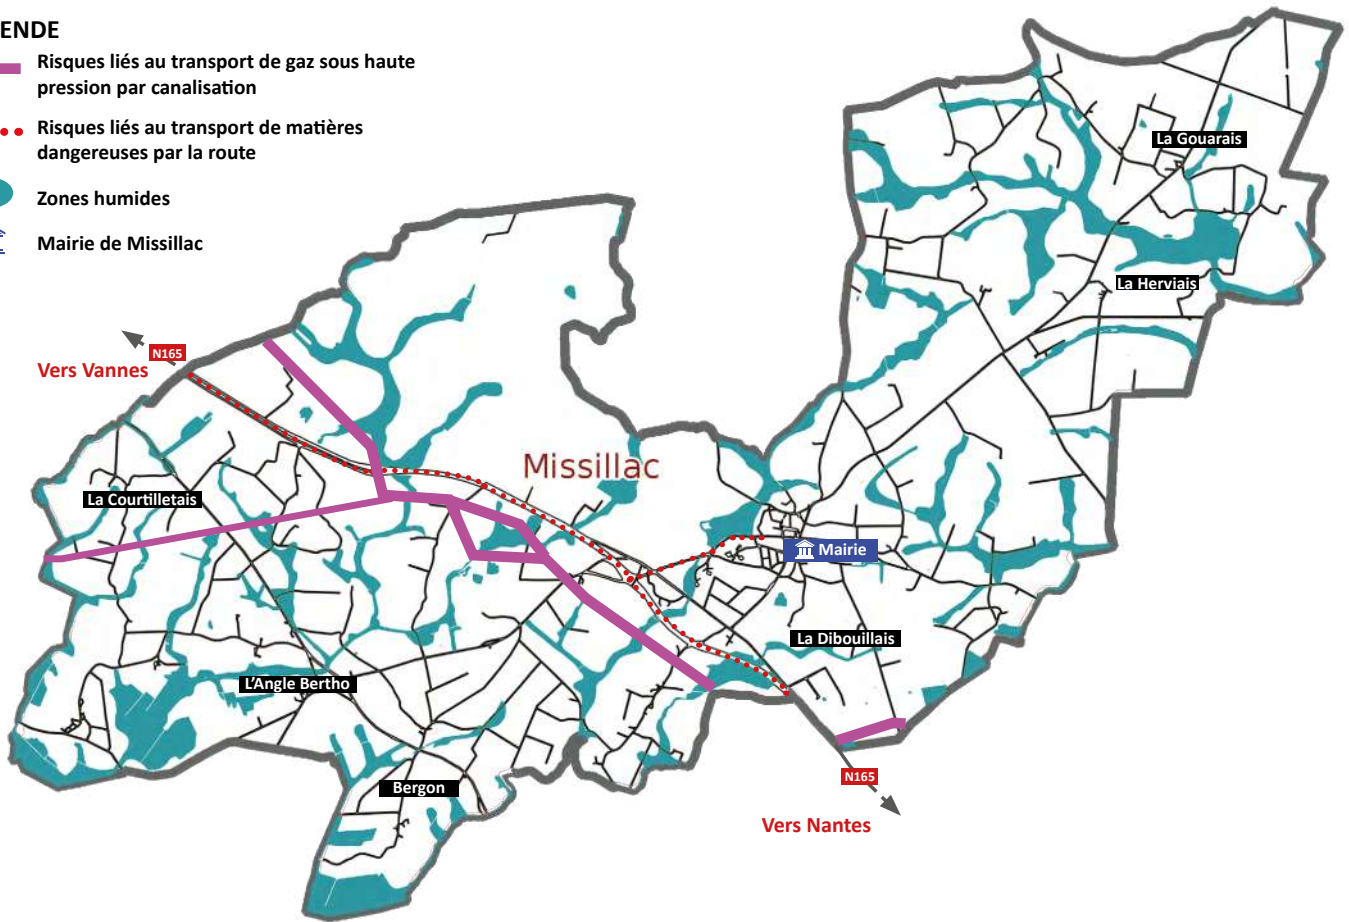 ENDE
Risques liés au transport de gaz sous haute
pression par canalisation
Risques liés au transport de matières
dangereuses par la route
Zones humides
Mairie de Missillac
La Gouarais
La Herviais
N165
Vers Vannes
Missillac
La Courtilletais
Mairie
La Dibouillais
L'Angle Bertho
Bergon
N165
Vers Nantes